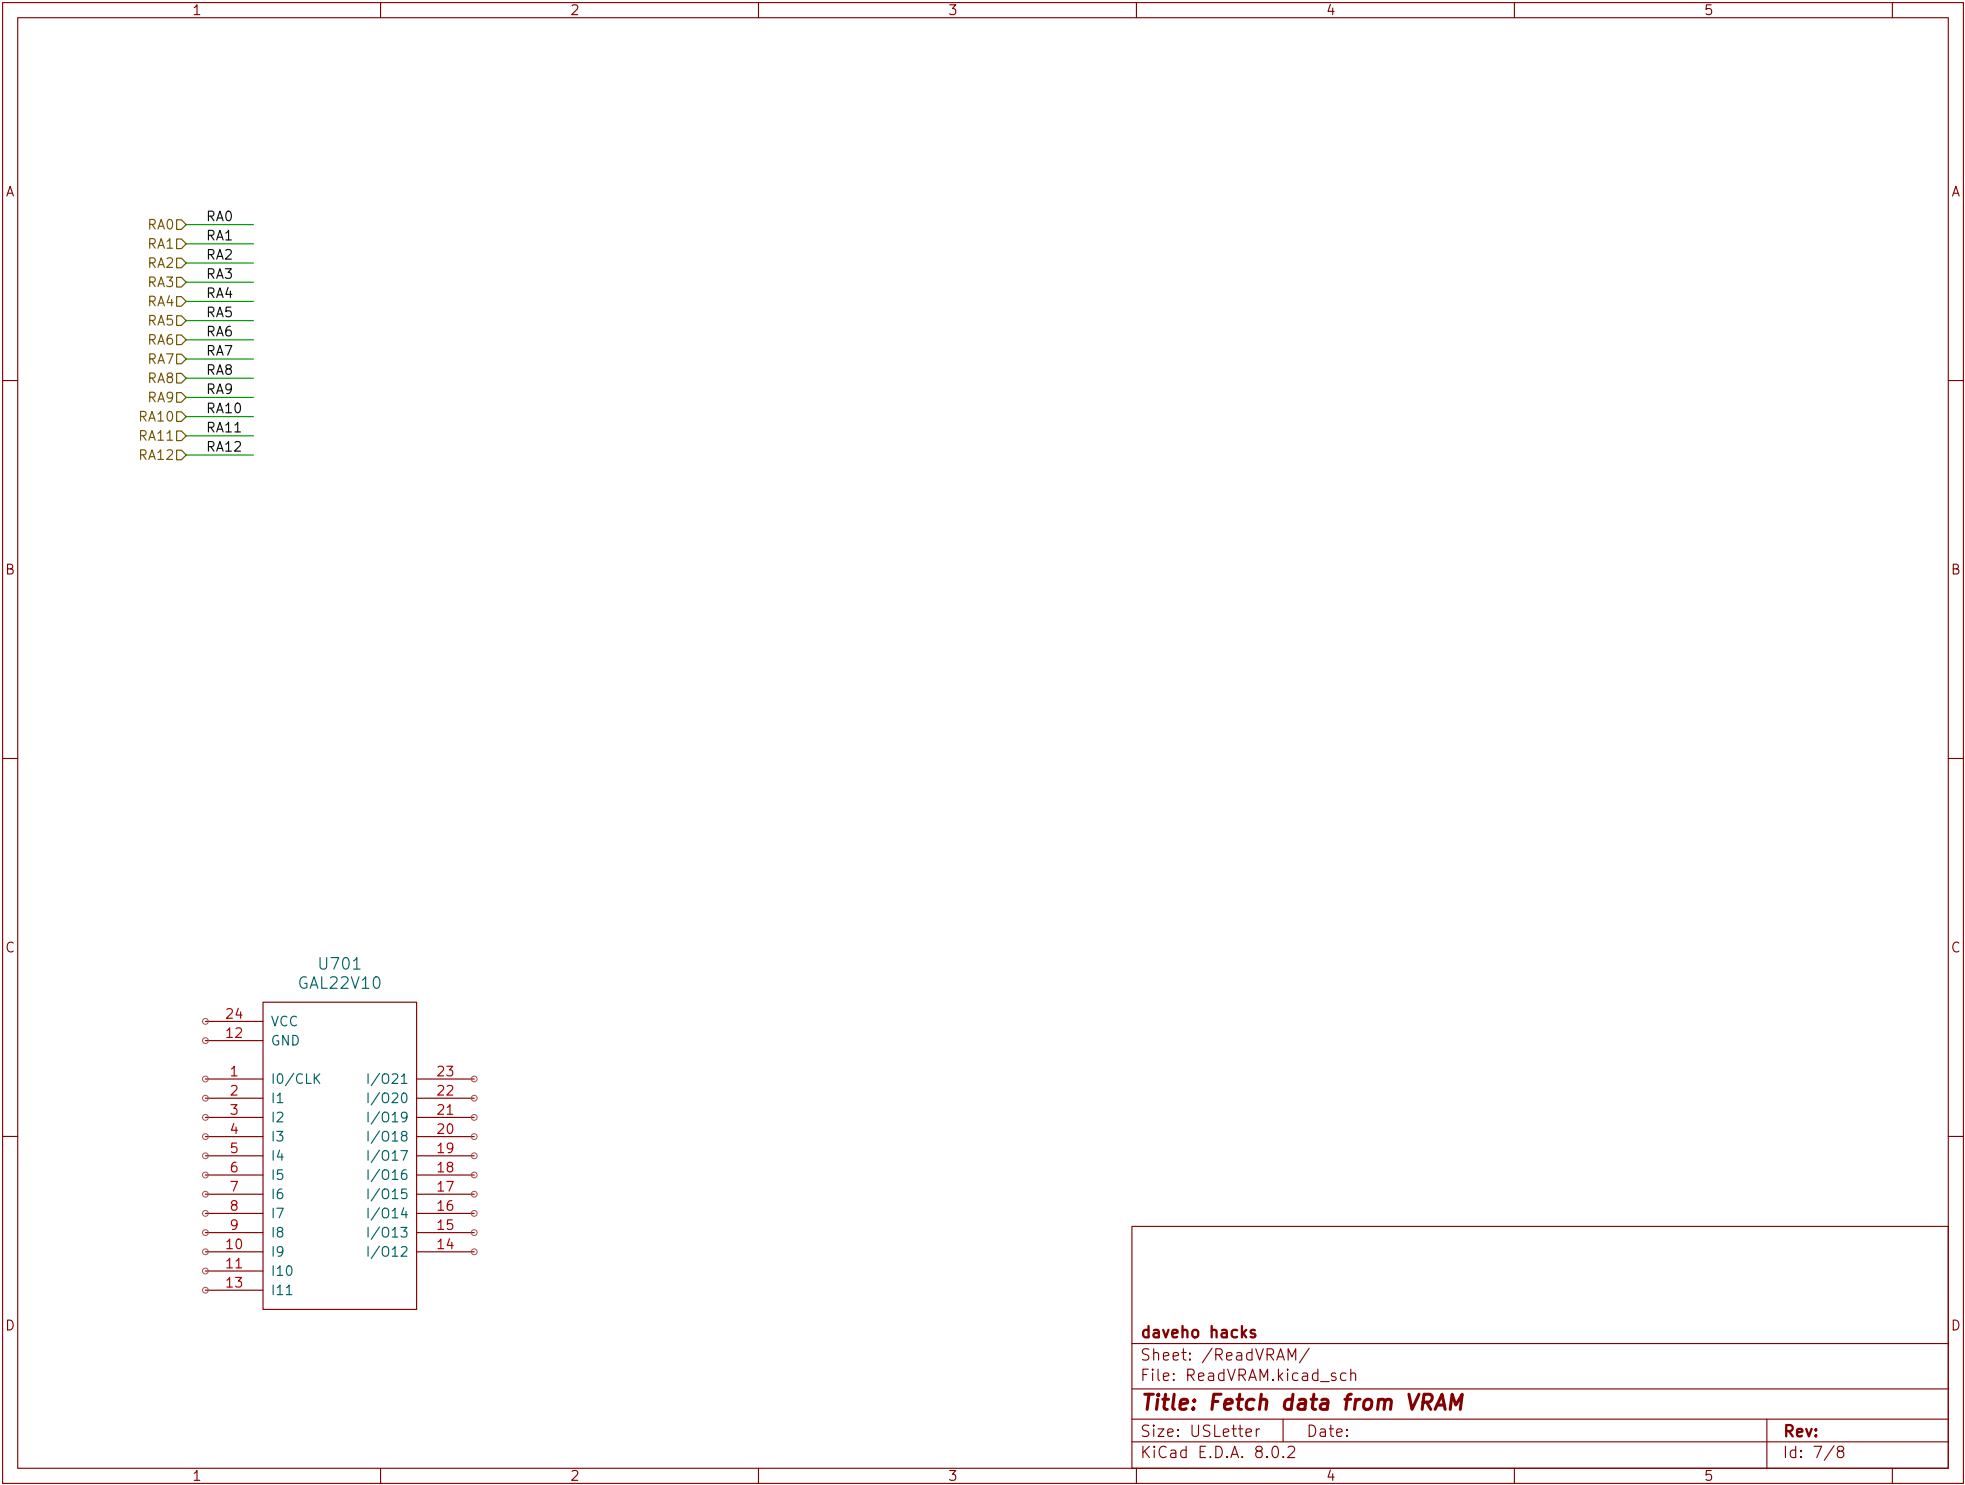 1 2 3 4 5
A A
RA0 RA0
RA1 RA1
RA2 RA2
RA3 RA3
RA4 RA4
RA5 RA5
RA6 RA6
RA7 RA7
RA8 RA8
RA9 RA9
RA10 RA10
RA11 RA11
RA12 RA12
B B
C C
U701
GAL22V10
24 VCC
12 GND
1 I0/CLK I/O21 23
2 I1 I/O20 22
3 I2 I/O19 21
4 I3 I/O18 20
5 I4 I/O17 19
6 I5 I/O16 18
7 I6 I/O15 17
8 I7 I/O14 16
9 I8 I/O13 15
10 I9 I/O12 14
11 I10
13 I11
D D
daveho hacks
Sheet: /ReadVRAM/
File: ReadVRAM.kicad_sch
Title: Fetch data from VRAM
Size: USLetter Date: Rev:
KiCad E.D.A. 8.0.2 Id: 7/8
1 2 3 4 5